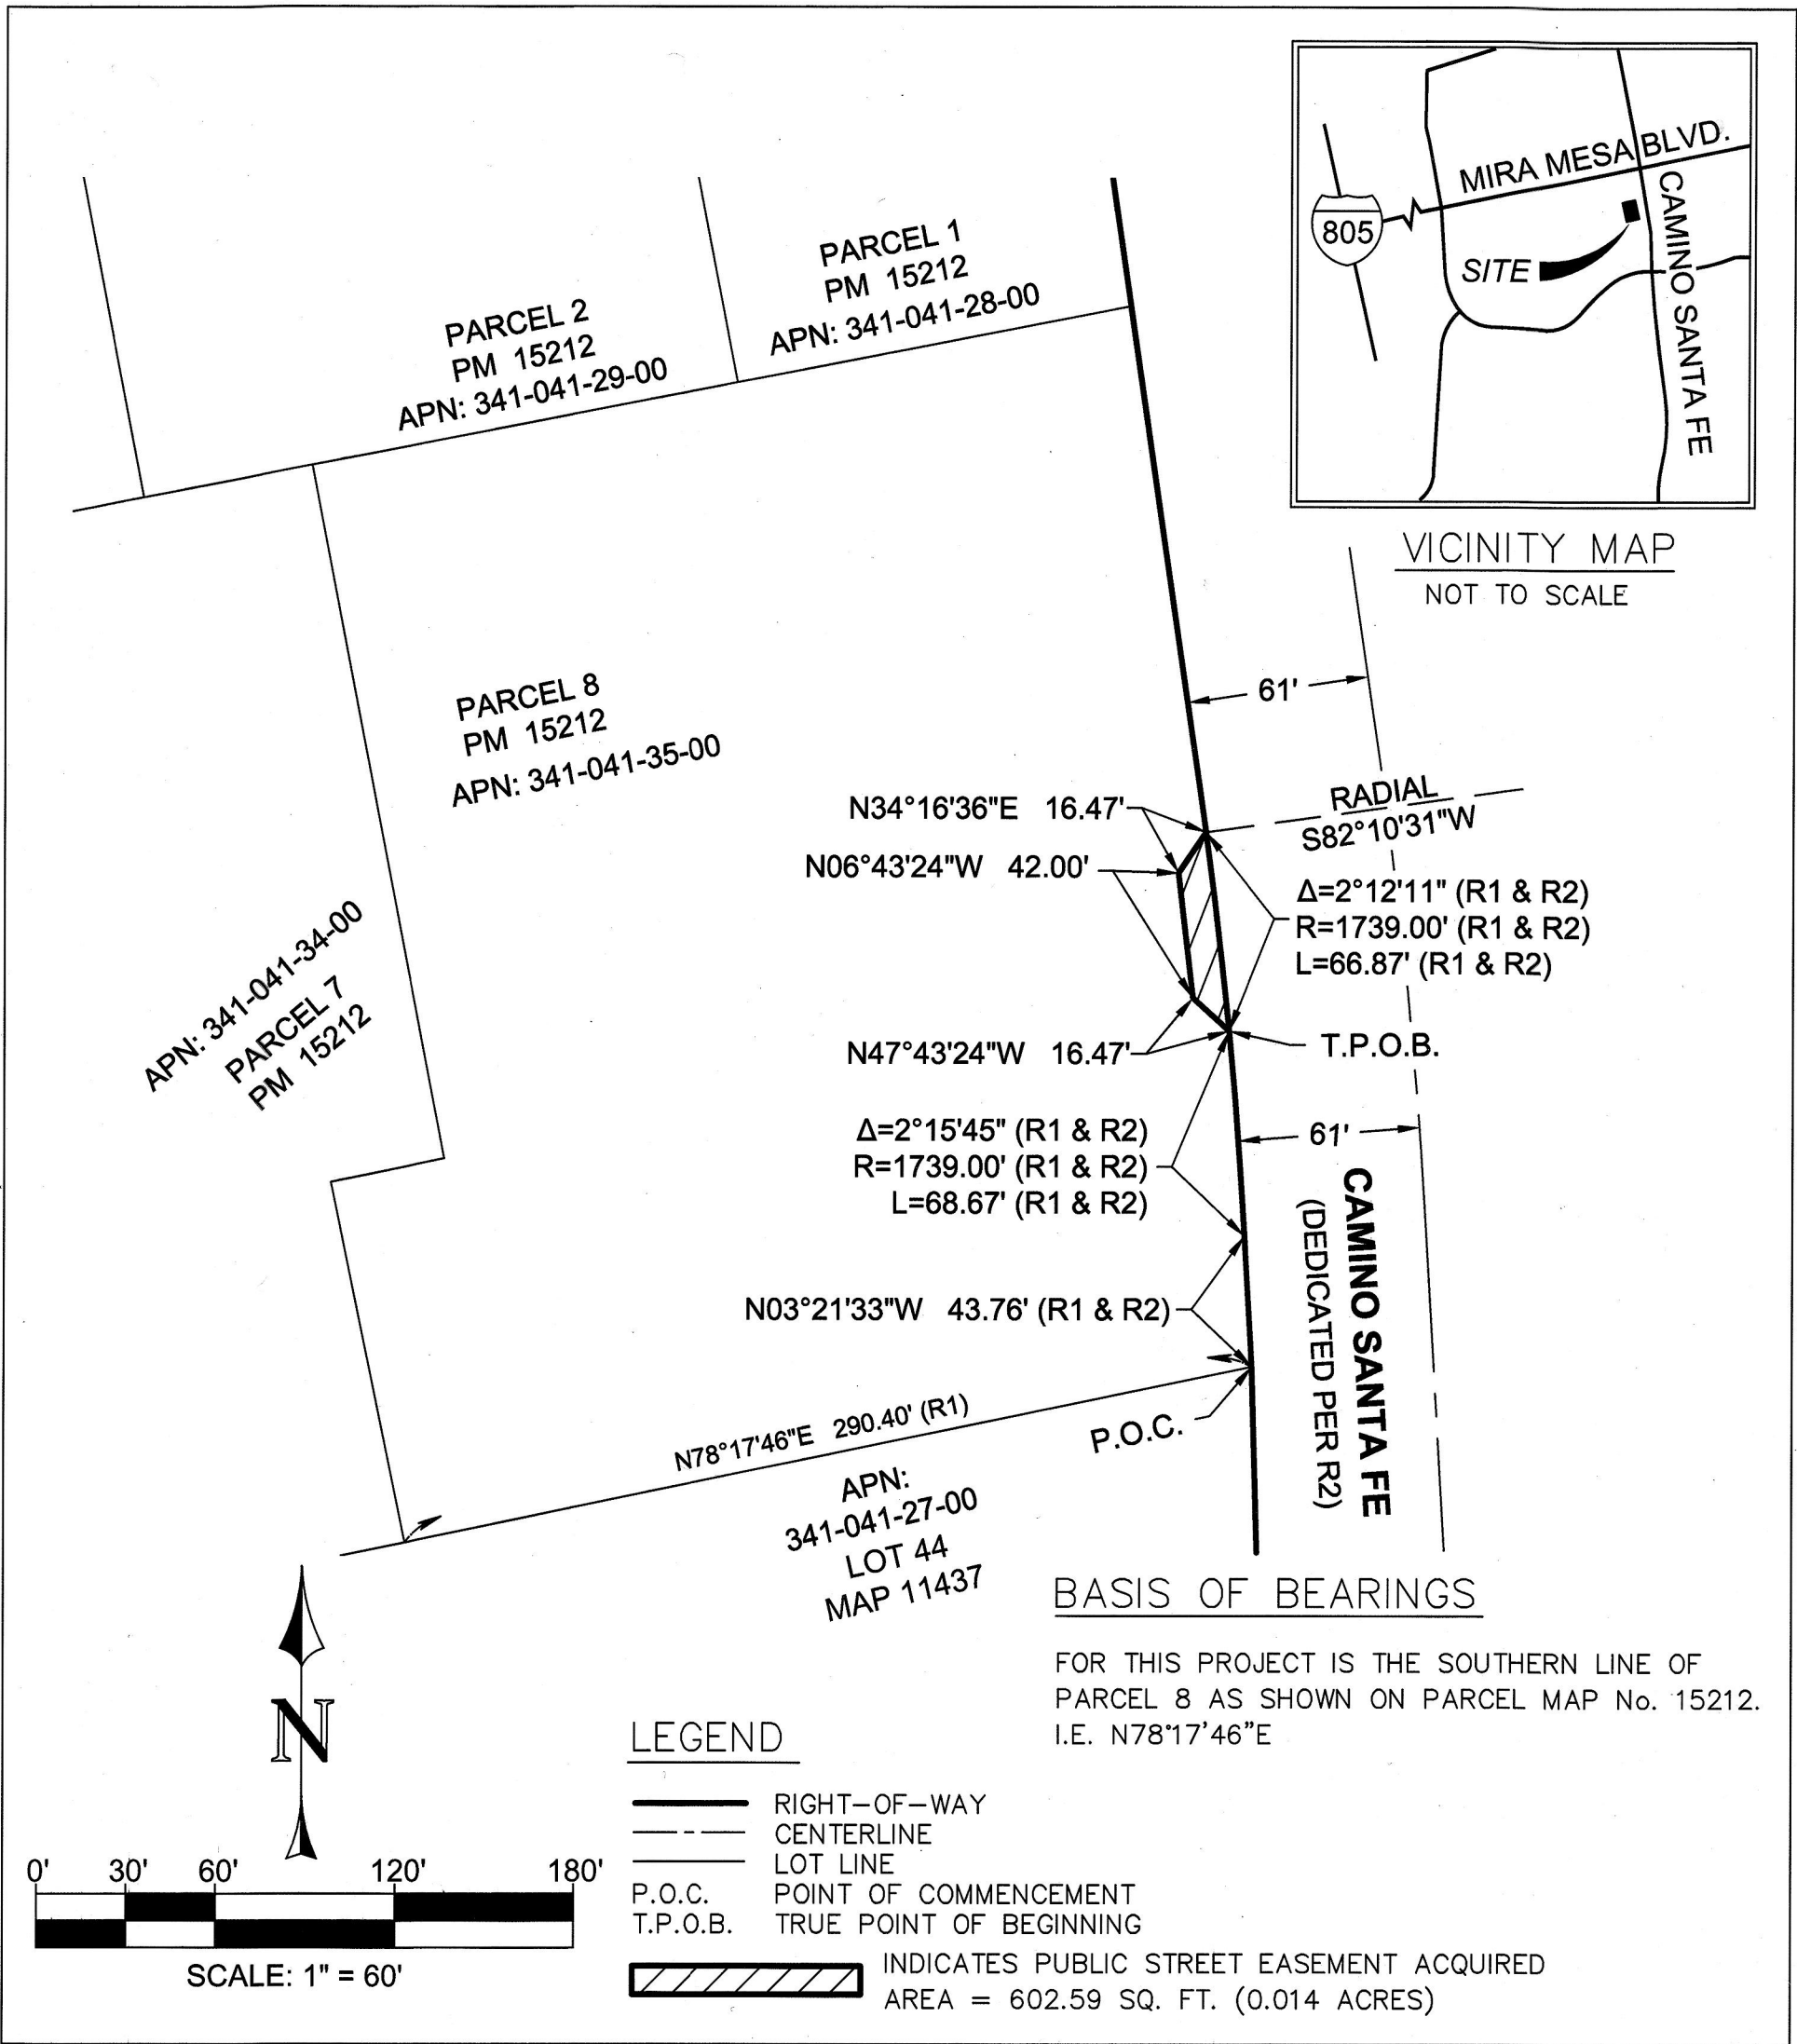 MIRA MESA BLVD.
CAMINO SANTA FE
805
SITE
VICINITY MAP
NOT TO SCALE
PARCEL 1
PM 15212
APN: 341-041-28-00
PARCEL 2
PM 15212
APN: 341-041-29-00
PARCEL 8
PM 15212
APN: 341-041-35-00
61'
RADIAL
S82°10'31"W
N34°16'36"E 16.47'
N06°43'24"W 42.00'
Δ=2°12'11" (R1 & R2)
R=1739.00' (R1 & R2)
L=66.87' (R1 & R2)
APN: 341-041-34-00
PARCEL 7
PM 15212
N47°43'24"W 16.47'
T.P.O.B.
Δ=2°15'45" (R1 & R2)
R=1739.00' (R1 & R2)
L=68.67' (R1 & R2)
61'
CAMINO SANTA FE
(DEDICATED PER R2)
N03°21'33"W 43.76' (R1 & R2)
N78°17'46"E 290.40' (R1)
P.O.C.
APN:
341-041-27-00
LOT 44
MAP 11437
BASIS OF BEARINGS
FOR THIS PROJECT IS THE SOUTHERN LINE OF
PARCEL 8 AS SHOWN ON PARCEL MAP No. 15212.
I.E. N78°17'46"E
N
0' 30' 60' 120' 180'
SCALE: 1" = 60'
LEGEND
RIGHT-OF-WAY
CENTERLINE
LOT LINE
P.O.C. POINT OF COMMENCEMENT
T.P.O.B. TRUE POINT OF BEGINNING
INDICATES PUBLIC STREET EASEMENT ACQUIRED
AREA = 602.59 SQ. FT. (0.014 ACRES)